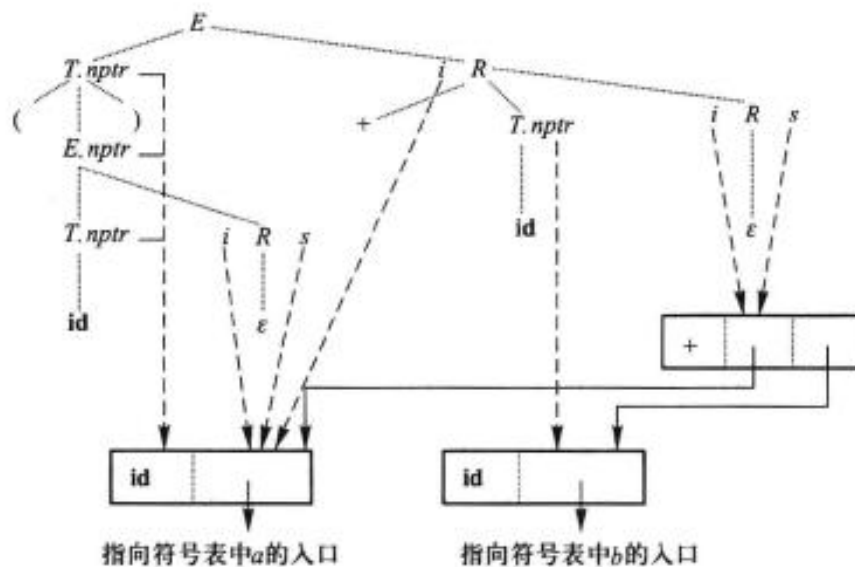 E
T.nptr
i R
( )
+
T.nptr
i R s
E.nptr
T.nptr
i R s
id
ε
id
ε
+
id
id
指向符号表中a的入口
指向符号表中b的入口